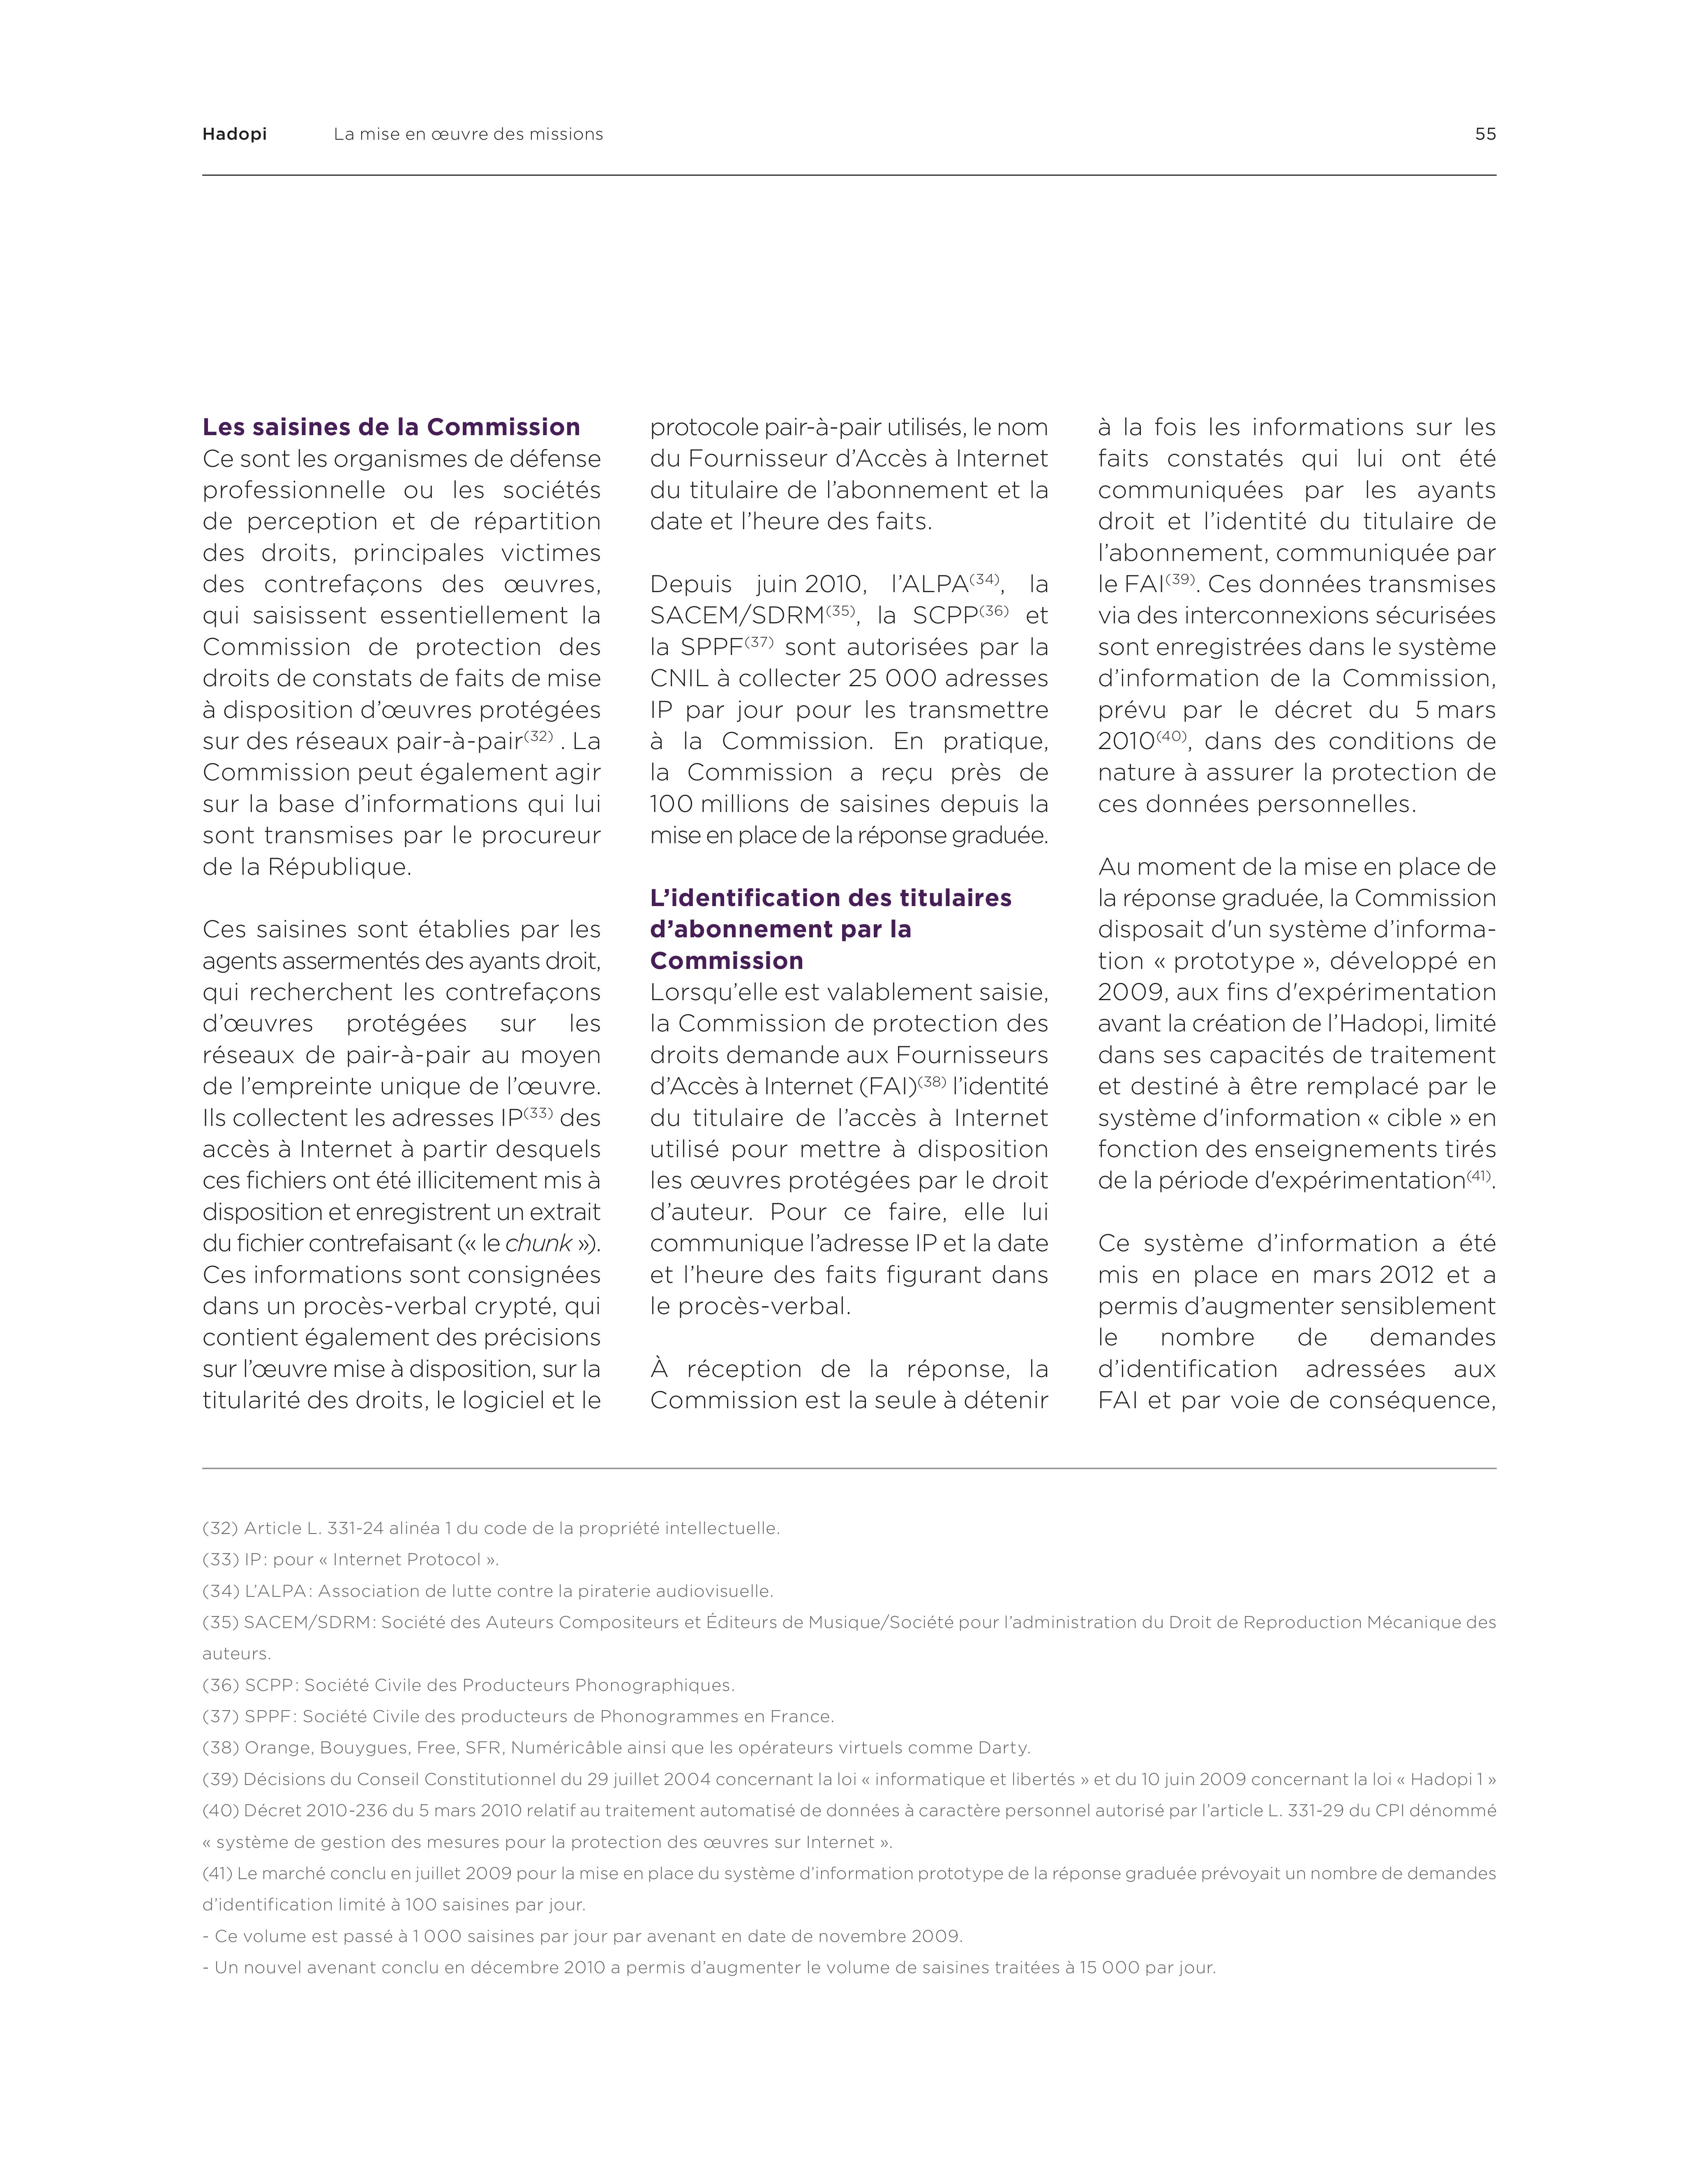 Hadopi La mise en œuvre des missions 55
Les saisines de la Commission
Ce sont les organismes de défense
professionnelle ou les sociétés
de perception et de répartition
des droits, principales victimes
des contrefaçons des œuvres,
qui saisissent essentiellement la
Commission de protection des
droits de constats de faits de mise
à disposition d’œuvres protégées
sur des réseaux pair-à-pair(32) . La
Commission peut également agir
sur la base d’informations qui lui
sont transmises par le procureur
de la République.
Ces saisines sont établies par les
agents assermentés des ayants droit,
qui recherchent les contrefaçons
d’œuvres protégées sur les
réseaux de pair-à-pair au moyen
de l’empreinte unique de l’œuvre.
Ils collectent les adresses IP(33) des
accès à Internet à partir desquels
ces fichiers ont été illicitement mis à
disposition et enregistrent un extrait
du fichier contrefaisant (« le chunk »).
Ces informations sont consignées
dans un procès-verbal crypté, qui
contient également des précisions
sur l’œuvre mise à disposition, sur la
titularité des droits, le logiciel et le
protocole pair-à-pair utilisés, le nom
du Fournisseur d’Accès à Internet
du titulaire de l’abonnement et la
date et l’heure des faits.
Depuis juin 2010, l’ALPA(34), la
SACEM/SDRM(35), la SCPP(36) et
la SPPF(37) sont autorisées par la
CNIL à collecter 25 000 adresses
IP par jour pour les transmettre
à la Commission. En pratique,
la Commission a reçu près de
100 millions de saisines depuis la
mise en place de la réponse graduée.
L’identification des titulaires
d’abonnement par la
Commission
Lorsqu’elle est valablement saisie,
la Commission de protection des
droits demande aux Fournisseurs
d’Accès à Internet (FAI)(38) l’identité
du titulaire de l’accès à Internet
utilisé pour mettre à disposition
les œuvres protégées par le droit
d’auteur. Pour ce faire, elle lui
communique l’adresse IP et la date
et l’heure des faits figurant dans
le procès-verbal.
À réception de la réponse, la
Commission est la seule à détenir
à la fois les informations sur les
faits constatés qui lui ont été
communiquées par les ayants
droit et l’identité du titulaire de
l’abonnement, communiquée par
le FAI(39). Ces données transmises
via des interconnexions sécurisées
sont enregistrées dans le système
d’information de la Commission,
prévu par le décret du 5 mars
2010(40), dans des conditions de
nature à assurer la protection de
ces données personnelles.
Au moment de la mise en place de
la réponse graduée, la Commission
disposait d'un système d’informa-
tion « prototype », développé en
2009, aux fins d'expérimentation
avant la création de l’Hadopi, limité
dans ses capacités de traitement
et destiné à être remplacé par le
système d'information « cible » en
fonction des enseignements tirés
de la période d'expérimentation(41).
Ce système d’information a été
mis en place en mars 2012 et a
permis d’augmenter sensiblement
le nombre de demandes
d’identification adressées aux
FAI et par voie de conséquence,
(32) Article L. 331-24 alinéa 1 du code de la propriété intellectuelle.
(33) IP : pour « Internet Protocol ».
(34) L’ALPA : Association de lutte contre la piraterie audiovisuelle.
(35) SACEM/SDRM : Société des Auteurs Compositeurs et Éditeurs de Musique/Société pour l’administration du Droit de Reproduction Mécanique des
auteurs.
(36) SCPP : Société Civile des Producteurs Phonographiques.
(37) SPPF : Société Civile des producteurs de Phonogrammes en France.
(38) Orange, Bouygues, Free, SFR, Numéricâble ainsi que les opérateurs virtuels comme Darty.
(39) Décisions du Conseil Constitutionnel du 29 juillet 2004 concernant la loi « informatique et libertés » et du 10 juin 2009 concernant la loi « Hadopi 1 »
(40) Décret 2010-236 du 5 mars 2010 relatif au traitement automatisé de données à caractère personnel autorisé par l’article L. 331-29 du CPI dénommé
« système de gestion des mesures pour la protection des œuvres sur Internet ».
(41) Le marché conclu en juillet 2009 pour la mise en place du système d’information prototype de la réponse graduée prévoyait un nombre de demandes
d’identification limité à 100 saisines par jour.
- Ce volume est passé à 1 000 saisines par jour par avenant en date de novembre 2009.
- Un nouvel avenant conclu en décembre 2010 a permis d’augmenter le volume de saisines traitées à 15 000 par jour.